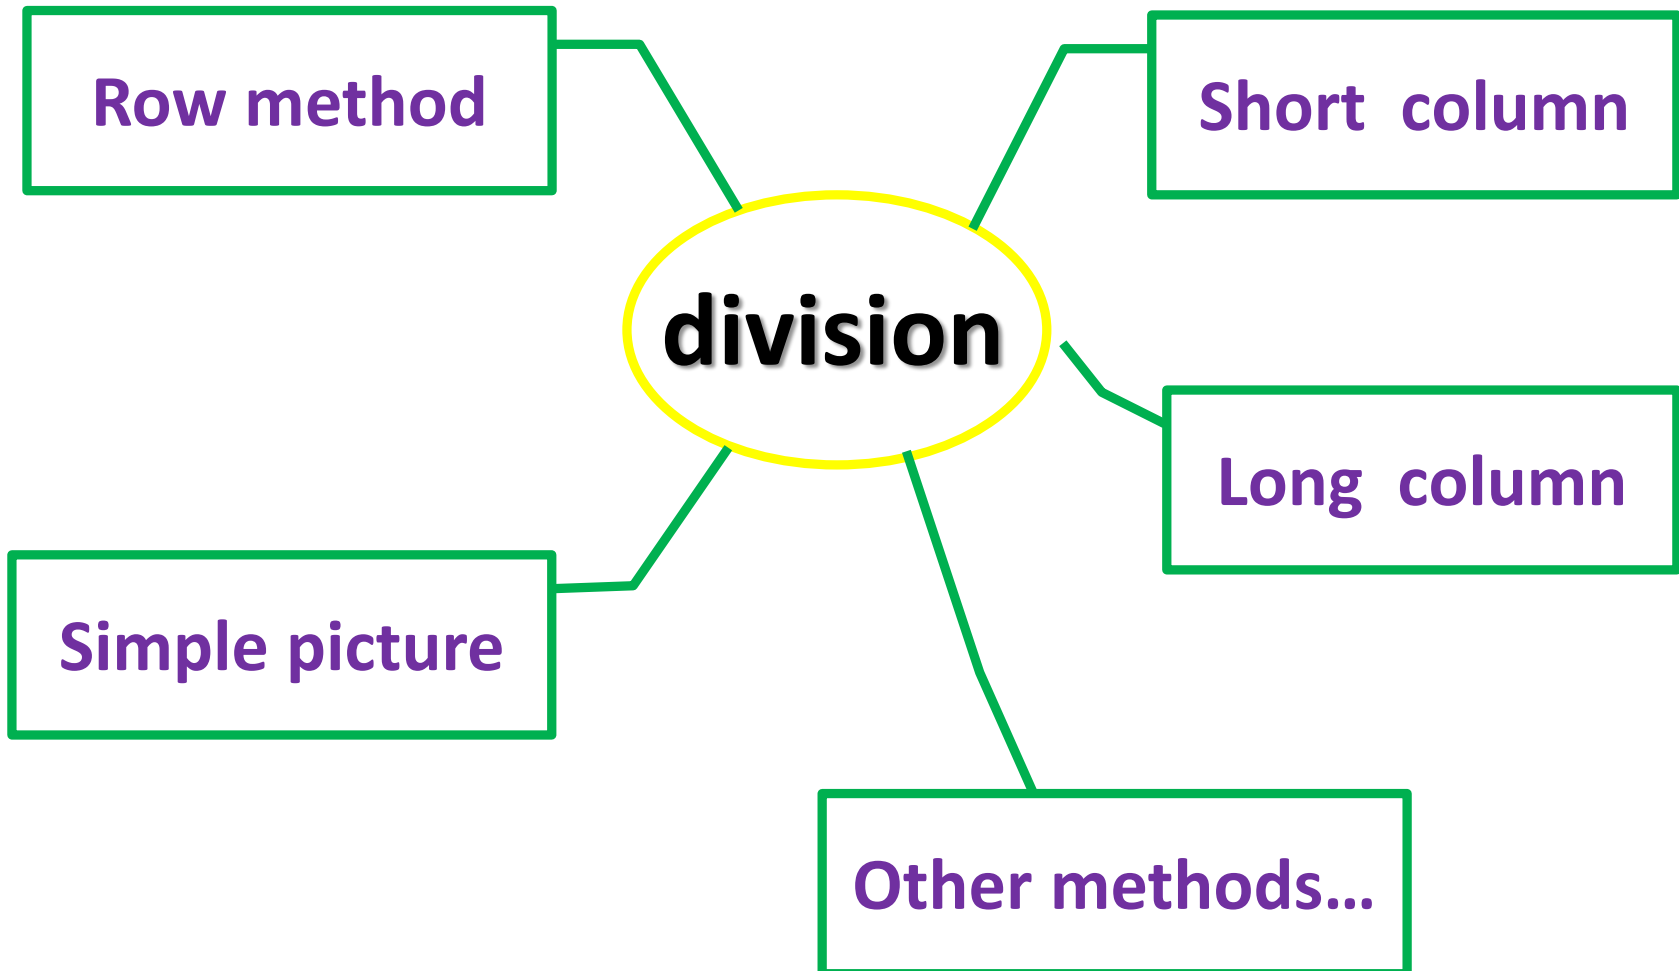 Row method
Short column
division
Long column
Simple picture
Other methods...